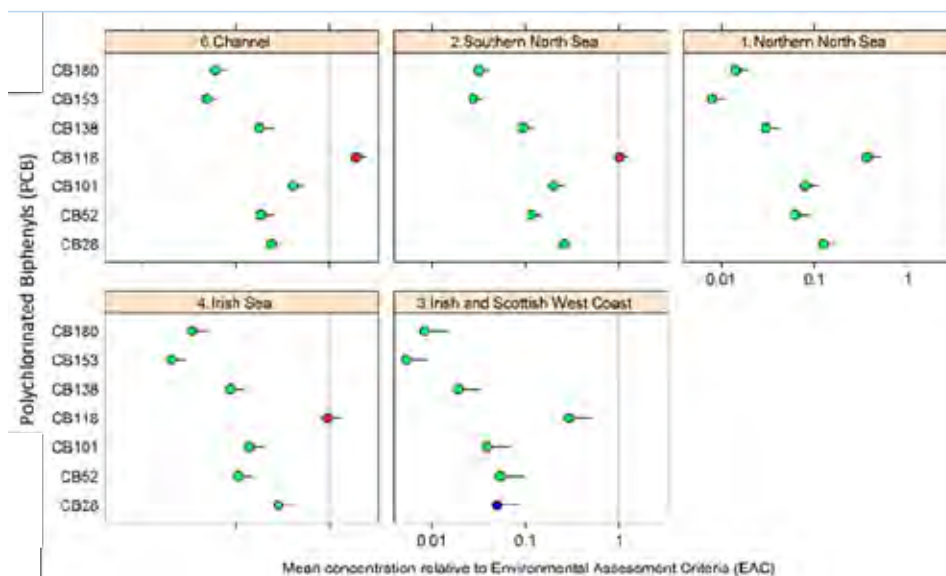 6.Channel
2.Southern North Sea
1.Northern North Sea
CB180
CB153
CB138
CB118
CB101
CB52
CB28
0.01
0.1
1
4.Irish Sea
3.Irish and Scottish West Coast
CB180
CB153
CB138
CB118
CB101
CB52
CB28
0.01
0.1
1
Polychlorinated Biphenyls (PCB)
Mean concentration relative to Environmental Assessment Criteria (EAC)